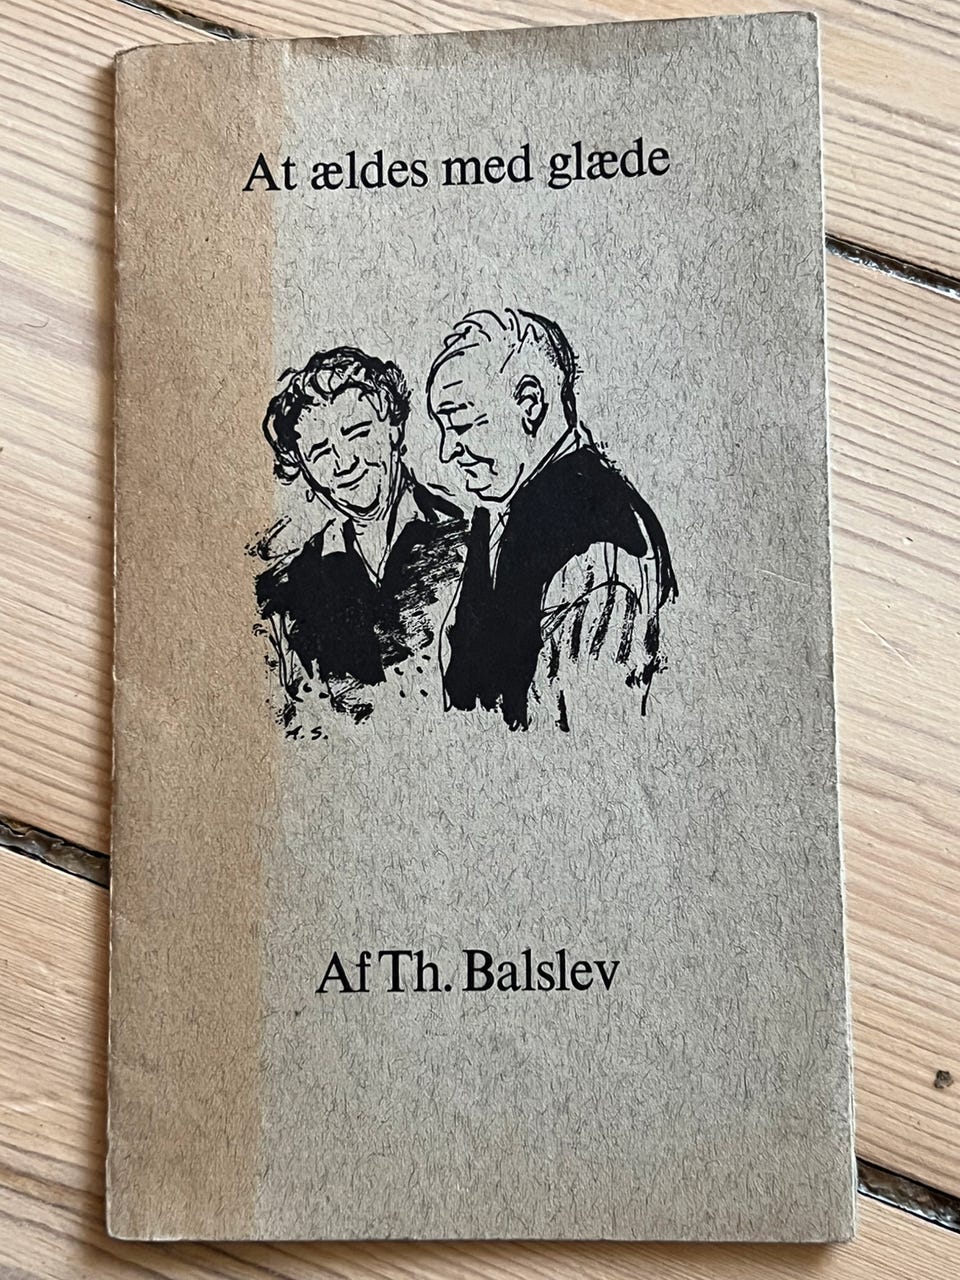 At ældes med glæde
A.S.
Af Th. Balslev